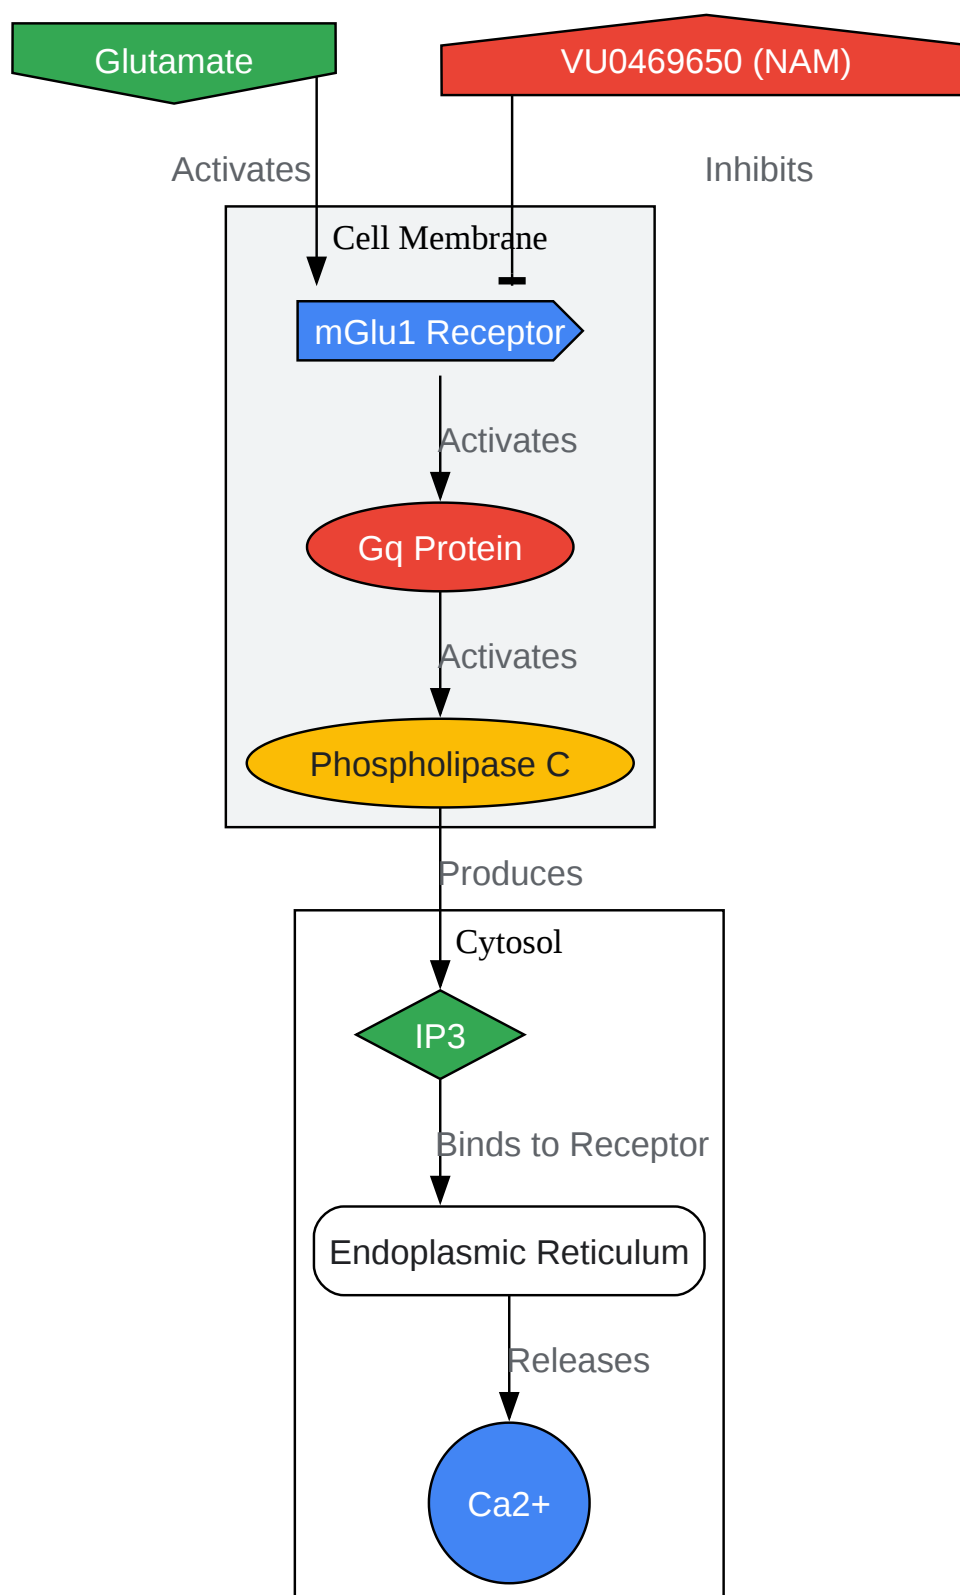 Glutamate
VU0469650 (NAM)
Activates
Inhibits
Cell Membrane
mGlu1 Receptor
Activates
Gq Protein
Activates
Phospholipase C
Produces
Cytosol
IP3
Binds to Receptor
Endoplasmic Reticulum
Releases
Ca2+